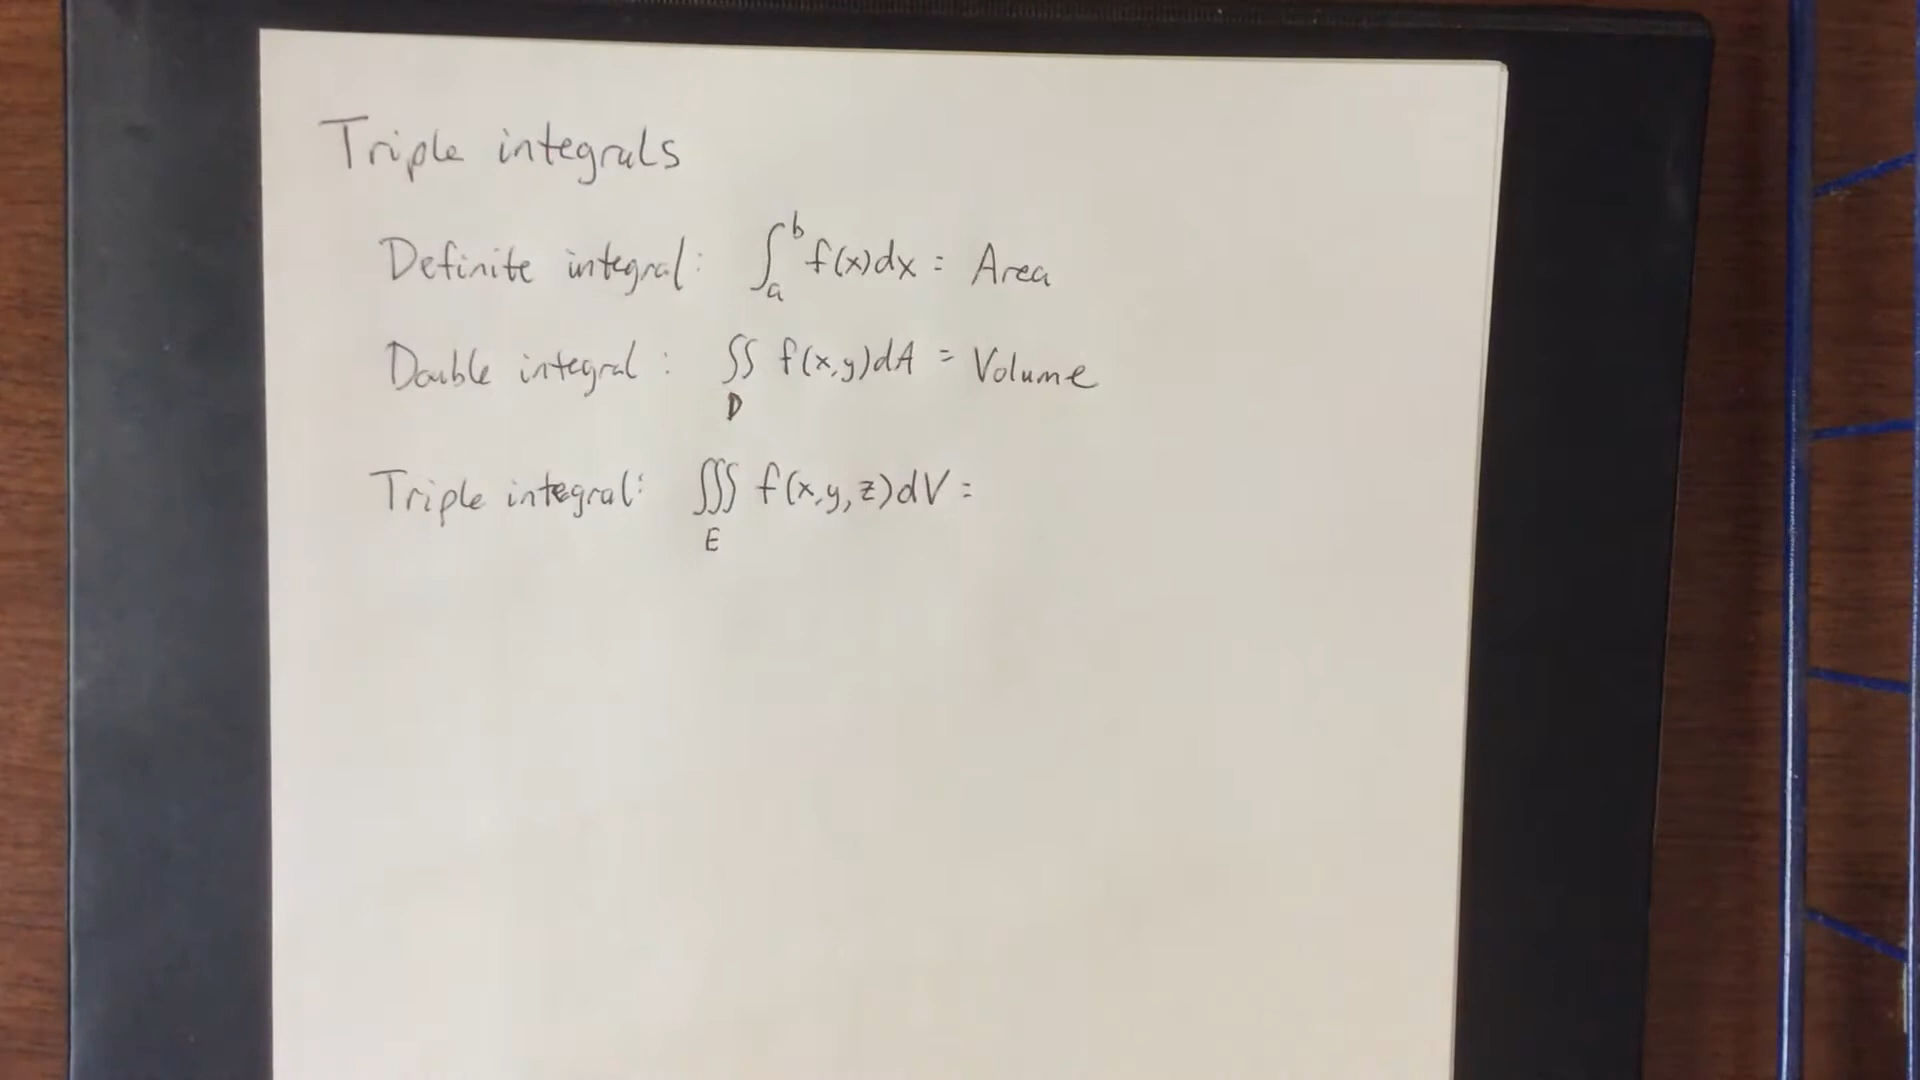 Triple integrals
Definite integral: ∫_a^b f(x)dx = Area
Double integral: ∬_D f(x,y)dA = Volume
Triple integral: ∭_E f(x,y,z)dV =